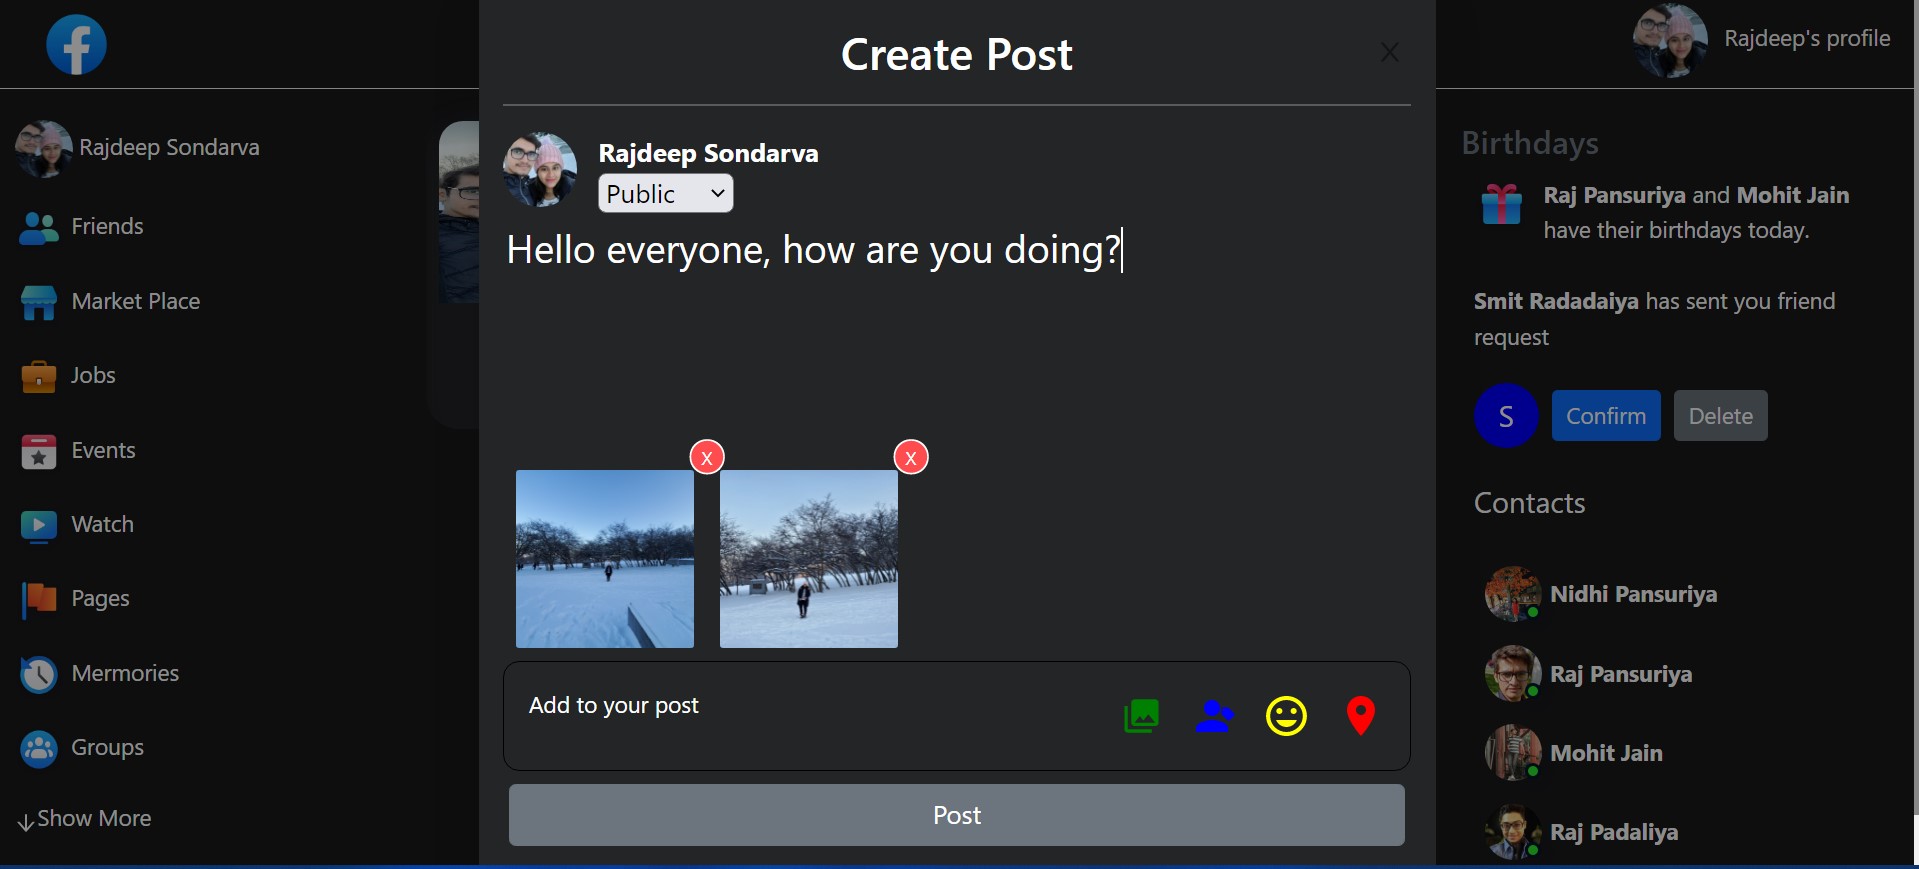 Rajdeep Sondarva
Friends
Market Place
Jobs
Events
Watch
Pages
Mermories
Groups
Show More
Create Post
X
Rajdeep Sondarva
Public
Hello everyone, how are you doing?
X
X
Add to your post
Post
Rajdeep's profile
Birthdays
Raj Pansuriya and Mohit Jain
have their birthdays today.
Smit Radadaiya has sent you friend
request
S
Confirm
Delete
Contacts
Nidhi Pansuriya
Raj Pansuriya
Mohit Jain
Raj Padaliya